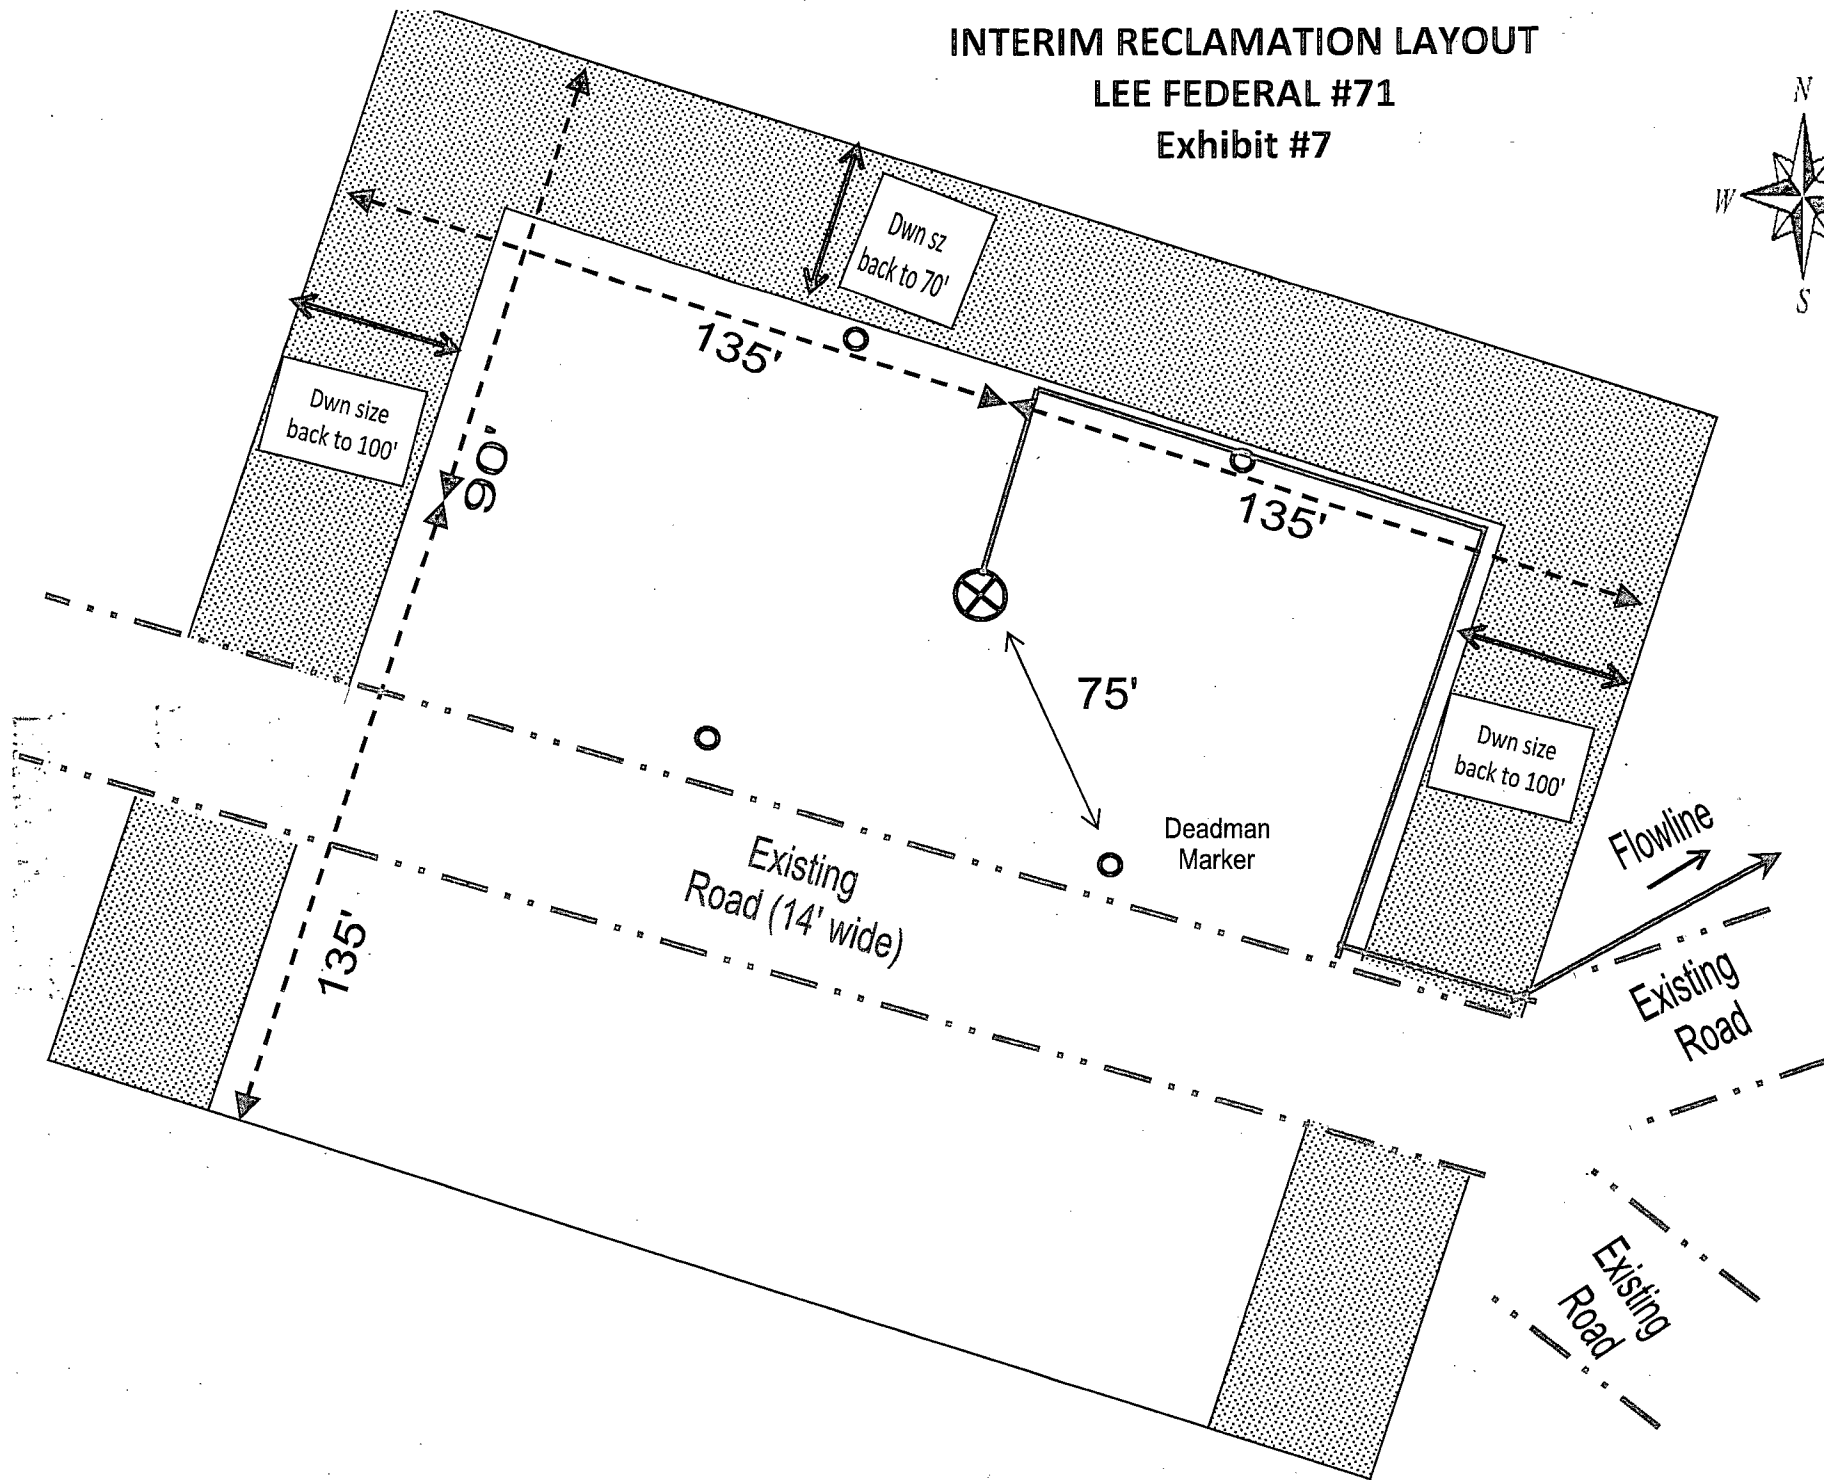 INTERIM RECLAMATION LAYOUT
LEE FEDERAL #71
Exhibit #7
N
W
S
Dwn sz
back to 70'
135'
Dwn size
back to 100'
90'
135'
75'
Dwn size
back to 100'
Deadman
Marker
Flowline
Existing
Road (14' wide)
135'
Existing
Road
Existing
Road